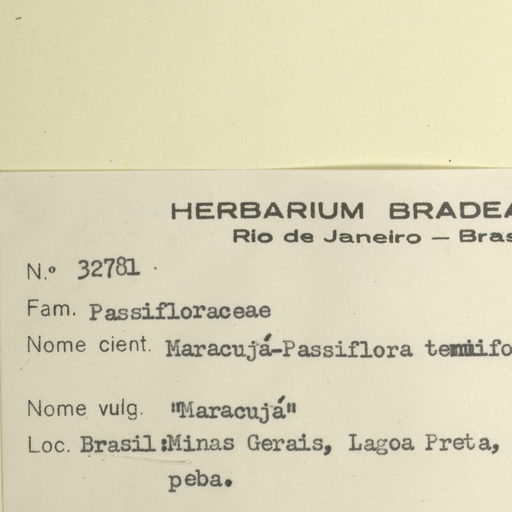 HERBARIUM BRADEA
Rio de Janeiro — Bras
N.º 32781
Fam. Passifloraceae
Nome cient. Maracujá-Passiflora
Nome vulg. "Maracujá"
Loc. Brasil:Minas Gerais, Lagoa Preta,
peba.